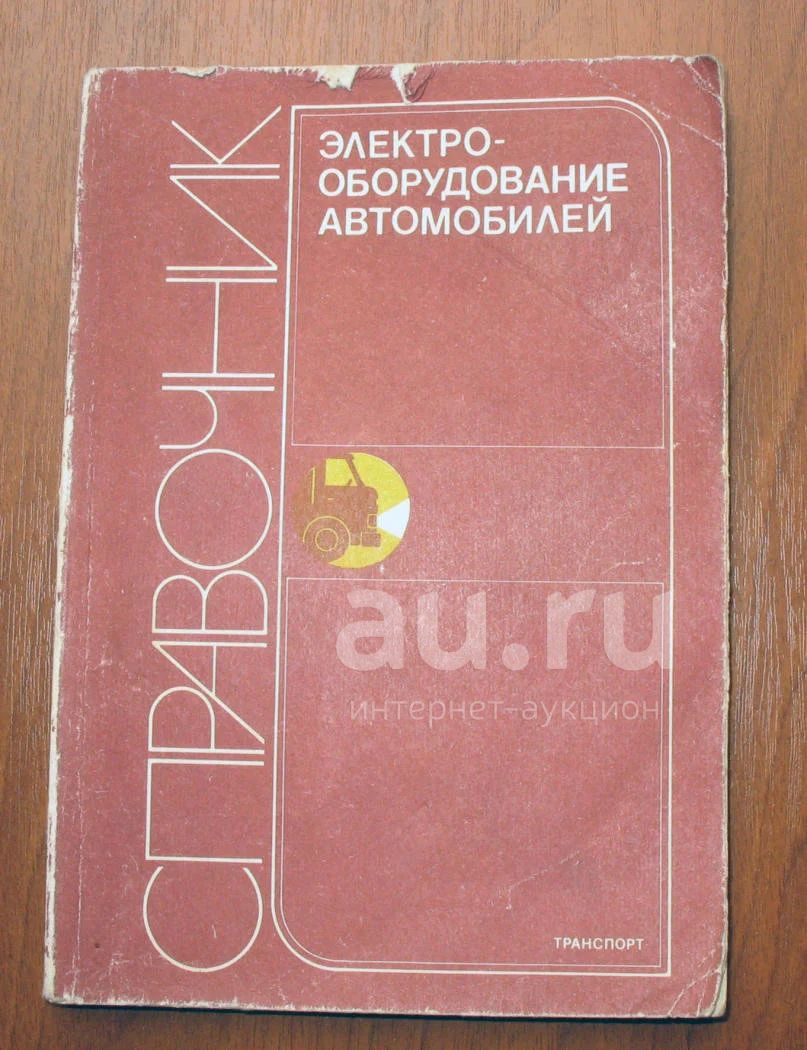 СПРАВОЧНИК
ЭЛЕКТРО-
ОБОРУДОВАНИЕ
АВТОМОБИЛЕЙ
au.ru
интернет-аукцион
ТРАНСПОРТ